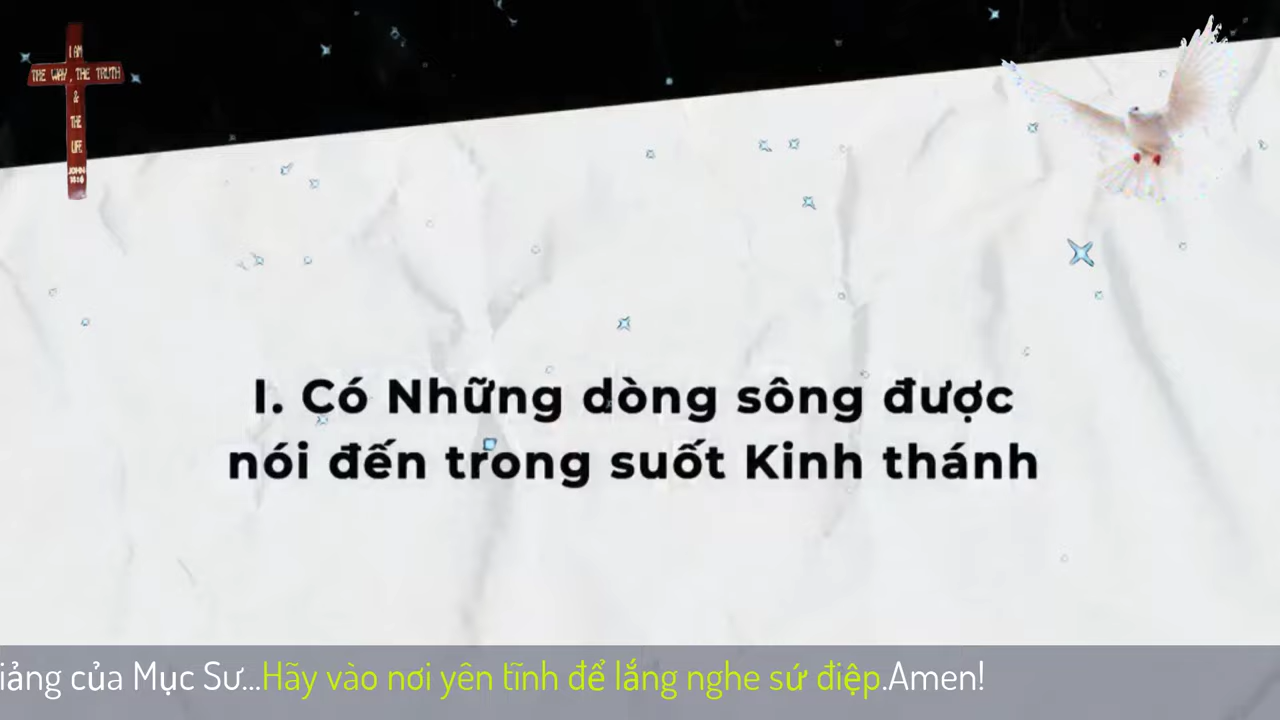 I AM
THE WAY, THE TRUTH
&
THE
LIFE
JOHN
I. Có Những dòng sông được
nói đến trong suốt Kinh thánh
iảng của Mục Sư...Hãy vào nơi yên tĩnh để lắng nghe sứ điệp.Amen!